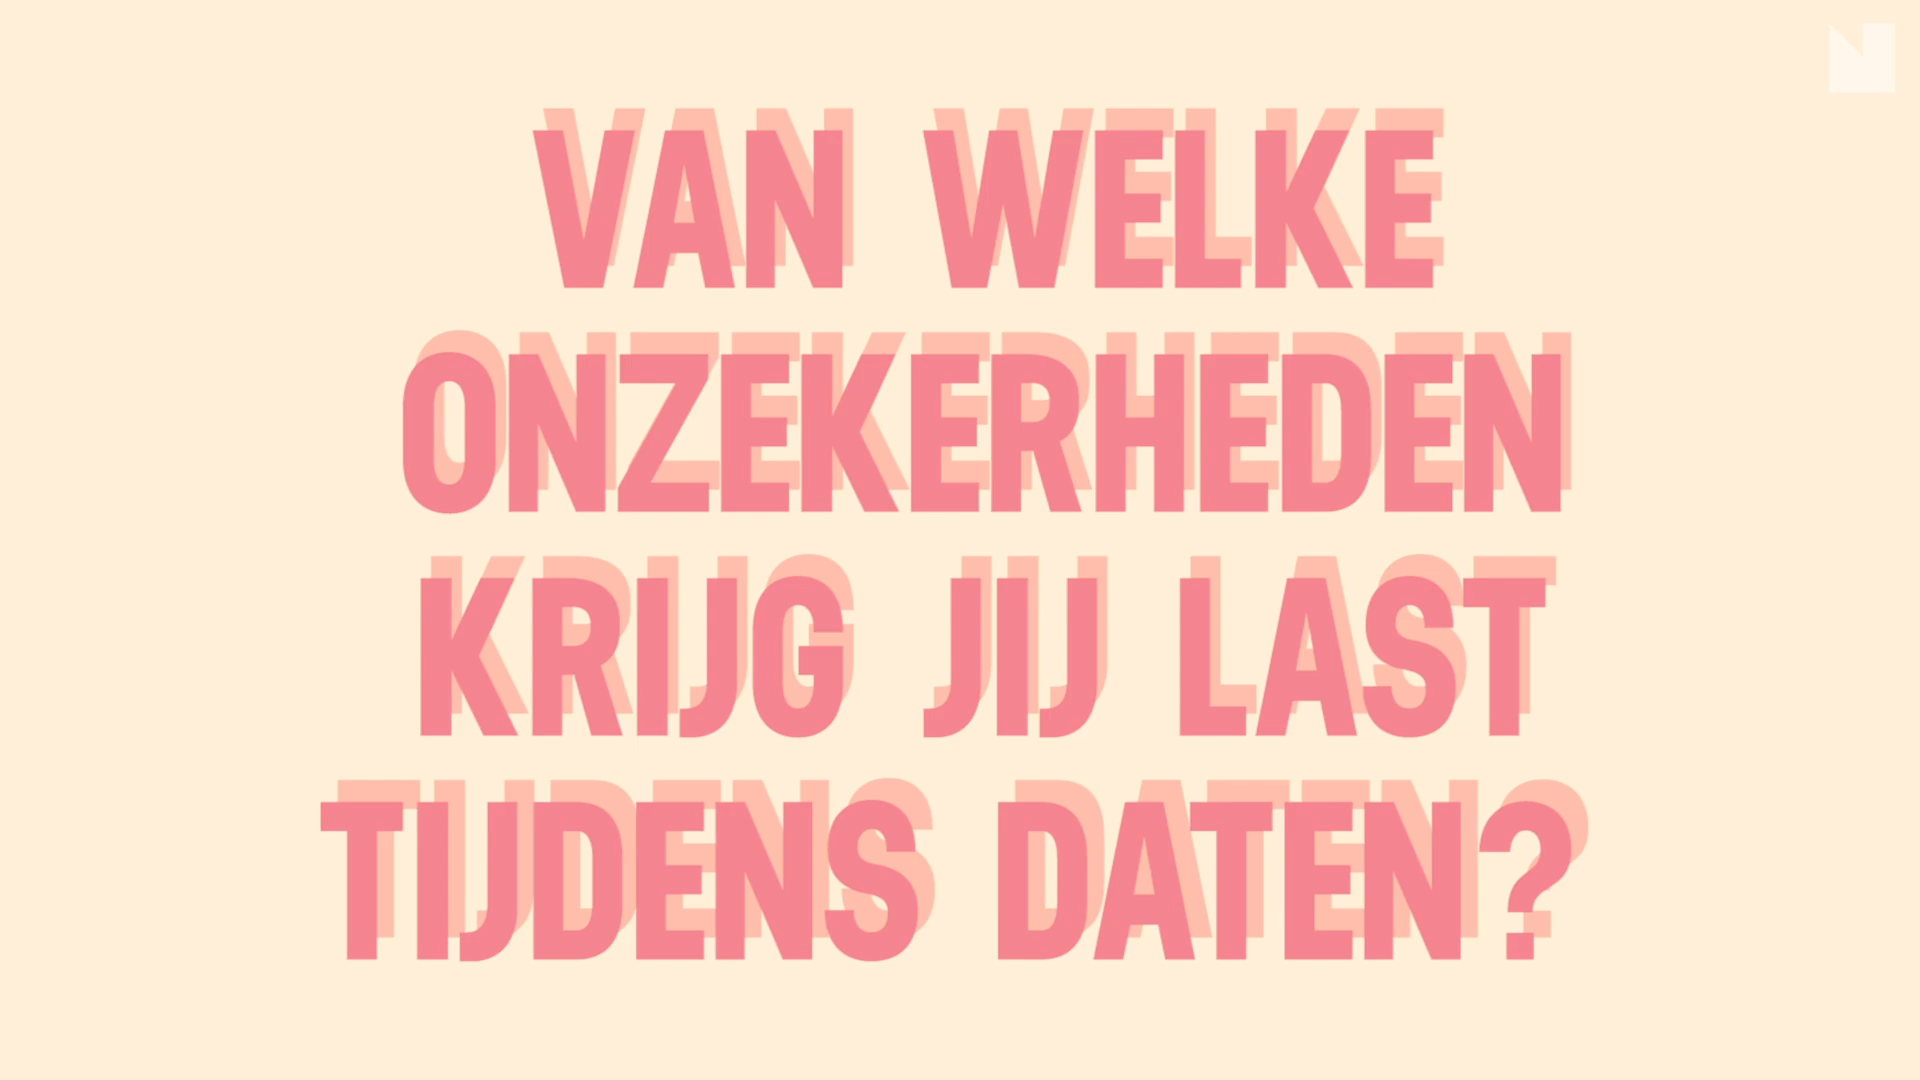 VAN WELKE
ONZEKERHEDEN
KRIJG JIJ LAST
TIJDENS DATEN?